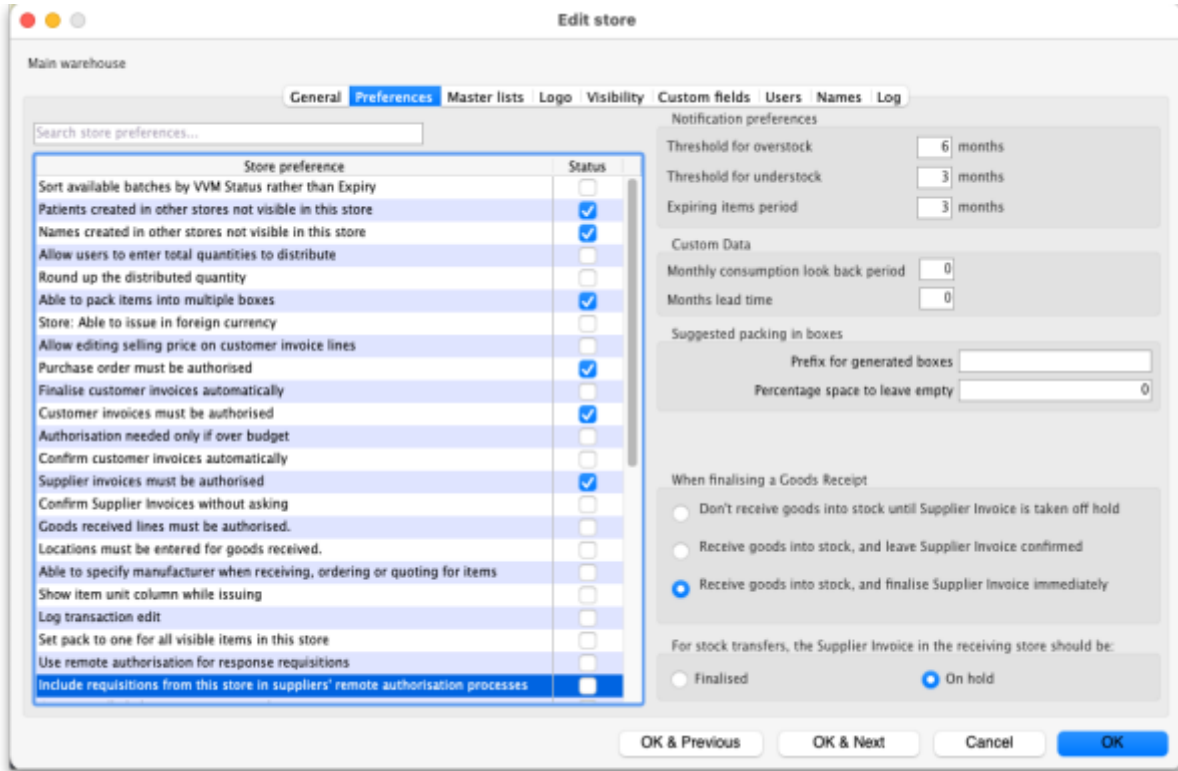 Edit store
Main warehouse
General Preferences Master lists Logo Visibility Custom fields Users Names Log
Search store preferences...
Store preference Status
Sort available batches by VVM Status rather than Expiry
Patients created in other stores not visible in this store
Names created in other stores not visible in this store
Allow users to enter total quantities to distribute
Round up the distributed quantity
Able to pack items into multiple boxes
Store: Able to issue in foreign currency
Allow editing selling price on customer invoice lines
Purchase order must be authorised
Finalise customer invoices automatically
Customer invoices must be authorised
Authorisation needed only if over budget
Confirm customer invoices automatically
Supplier invoices must be authorised
Confirm Supplier Invoices without asking
Goods received lines must be authorised.
Locations must be entered for goods received.
Able to specify manufacturer when receiving, ordering or quoting for items
Show item unit column while issuing
Log transaction edit
Set pack to one for all visible items in this store
Use remote authorisation for response requisitions
Include requisitions from this store in suppliers' remote authorisation processes
Notification preferences
Threshold for overstock 6 months
Threshold for understock 3 months
Expiring items period 3 months
Custom Data
Monthly consumption look back period 0
Months lead time 0
Suggested packing in boxes
Prefix for generated boxes
Percentage space to leave empty 0
When finalising a Goods Receipt
Don't receive goods into stock until Supplier Invoice is taken off hold
Receive goods into stock, and leave Supplier Invoice confirmed
Receive goods into stock, and finalise Supplier Invoice immediately
For stock transfers, the Supplier Invoice in the receiving store should be:
Finalised On hold
OK & Previous OK & Next Cancel OK